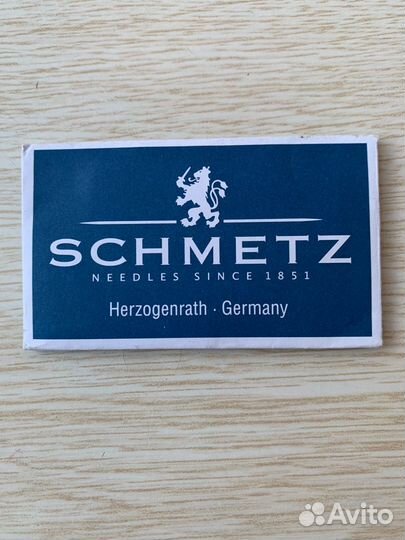 SCHMETZ
NEEDLES SINCE 1851
Herzogenrath · Germany
Avito